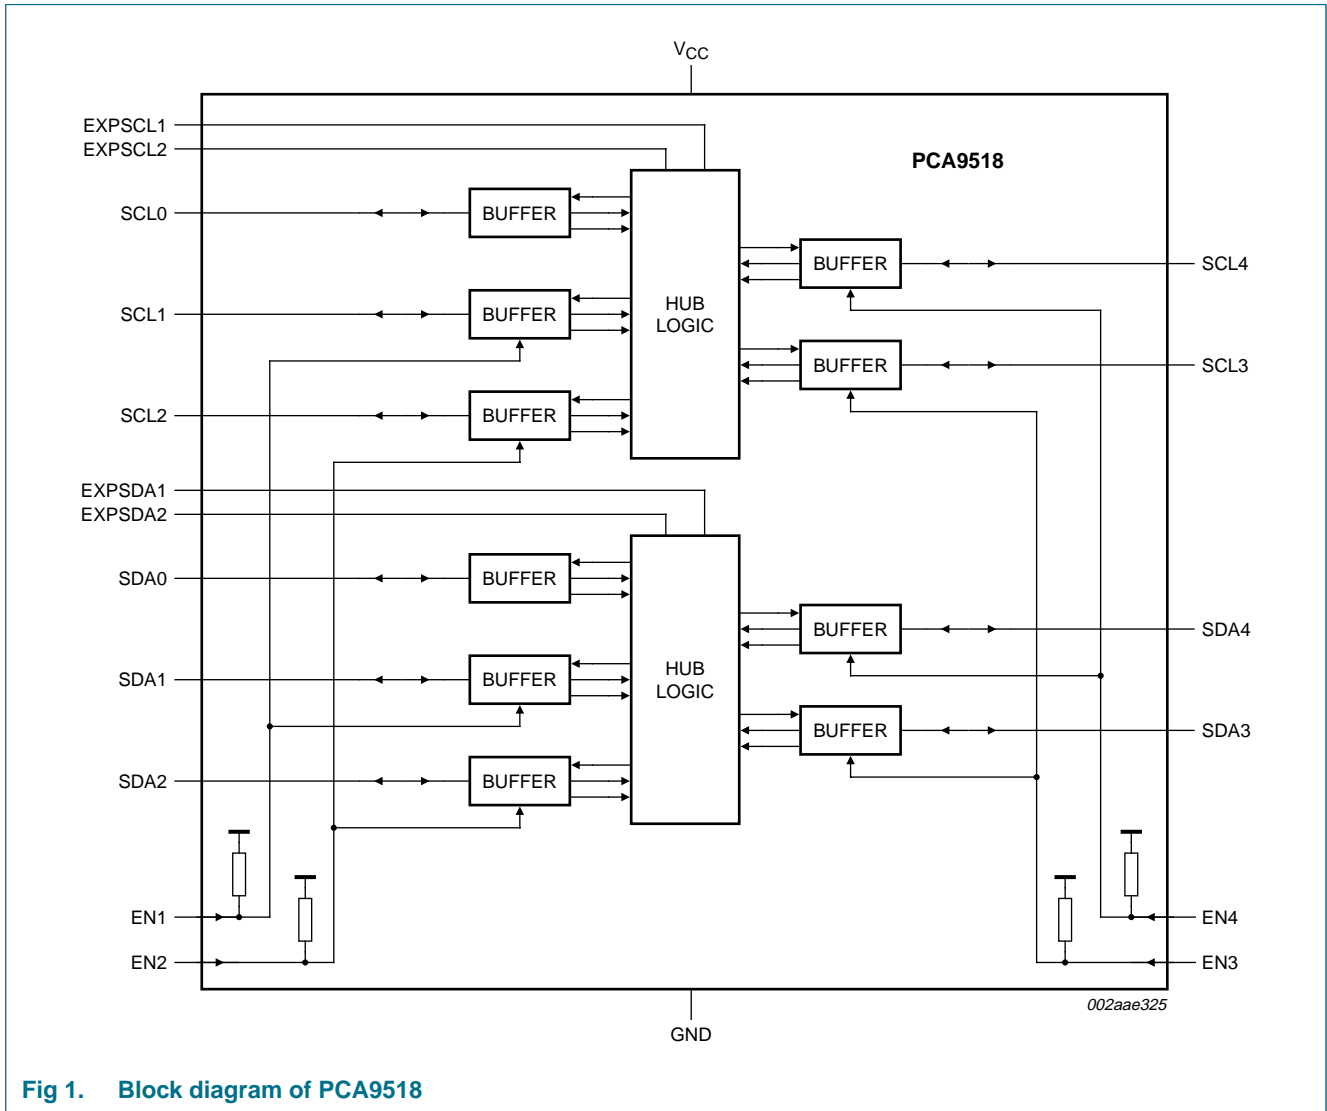 VCC
EXPSCL1
EXPSCL2
PCA9518
SCL0
BUFFER
SCL1
BUFFER
SCL2
BUFFER
HUB
LOGIC
BUFFER
SCL4
BUFFER
SCL3
EXPSDA1
EXPSDA2
SDA0
BUFFER
SDA1
BUFFER
SDA2
BUFFER
HUB
LOGIC
BUFFER
SDA4
BUFFER
SDA3
EN1
EN2
EN4
EN3
002aae325
GND
Fig 1. Block diagram of PCA9518